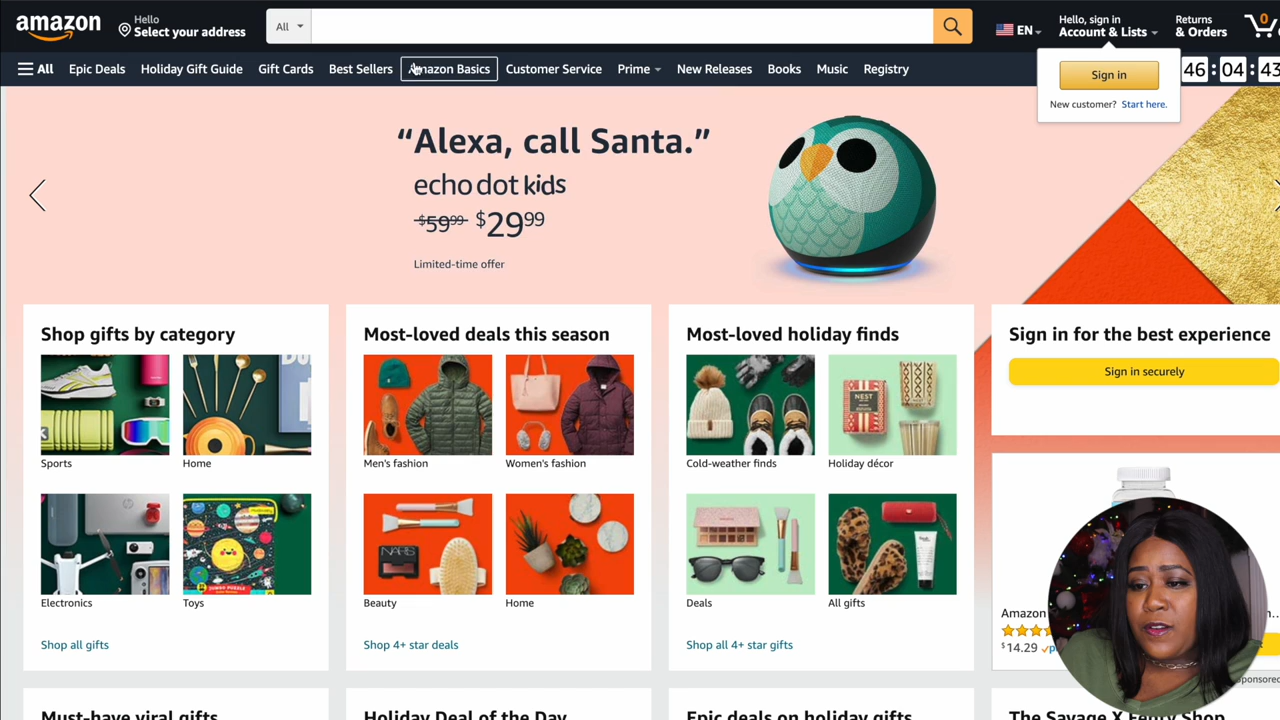 amazon
Hello
Select your address
All
EN
Hello, sign in
Account & Lists
Returns
& Orders
0
All
Epic Deals
Holiday Gift Guide
Gift Cards
Best Sellers
Amazon Basics
Customer Service
Prime
New Releases
Books
Music
Registry
46:04:43
Sign in
New customer? Start here.
“Alexa, call Santa.”
echo dot kids
$59.99 $29.99
Limited-time offer
Shop gifts by category
Sports
Home
Electronics
Toys
Shop all gifts
Most-loved deals this season
Men's fashion
Women's fashion
NARS
Beauty
Home
Shop 4+ star deals
Most-loved holiday finds
NEST
Cold-weather finds
Holiday décor
Deals
All gifts
Shop all 4+ star gifts
Sign in for the best experience
Sign in securely
Amazon
$14.29
Sponsored
Must-have viral gifts
Holiday Deal of the Day
Epic deals on holiday gifts
The Savage X Fenty Shop